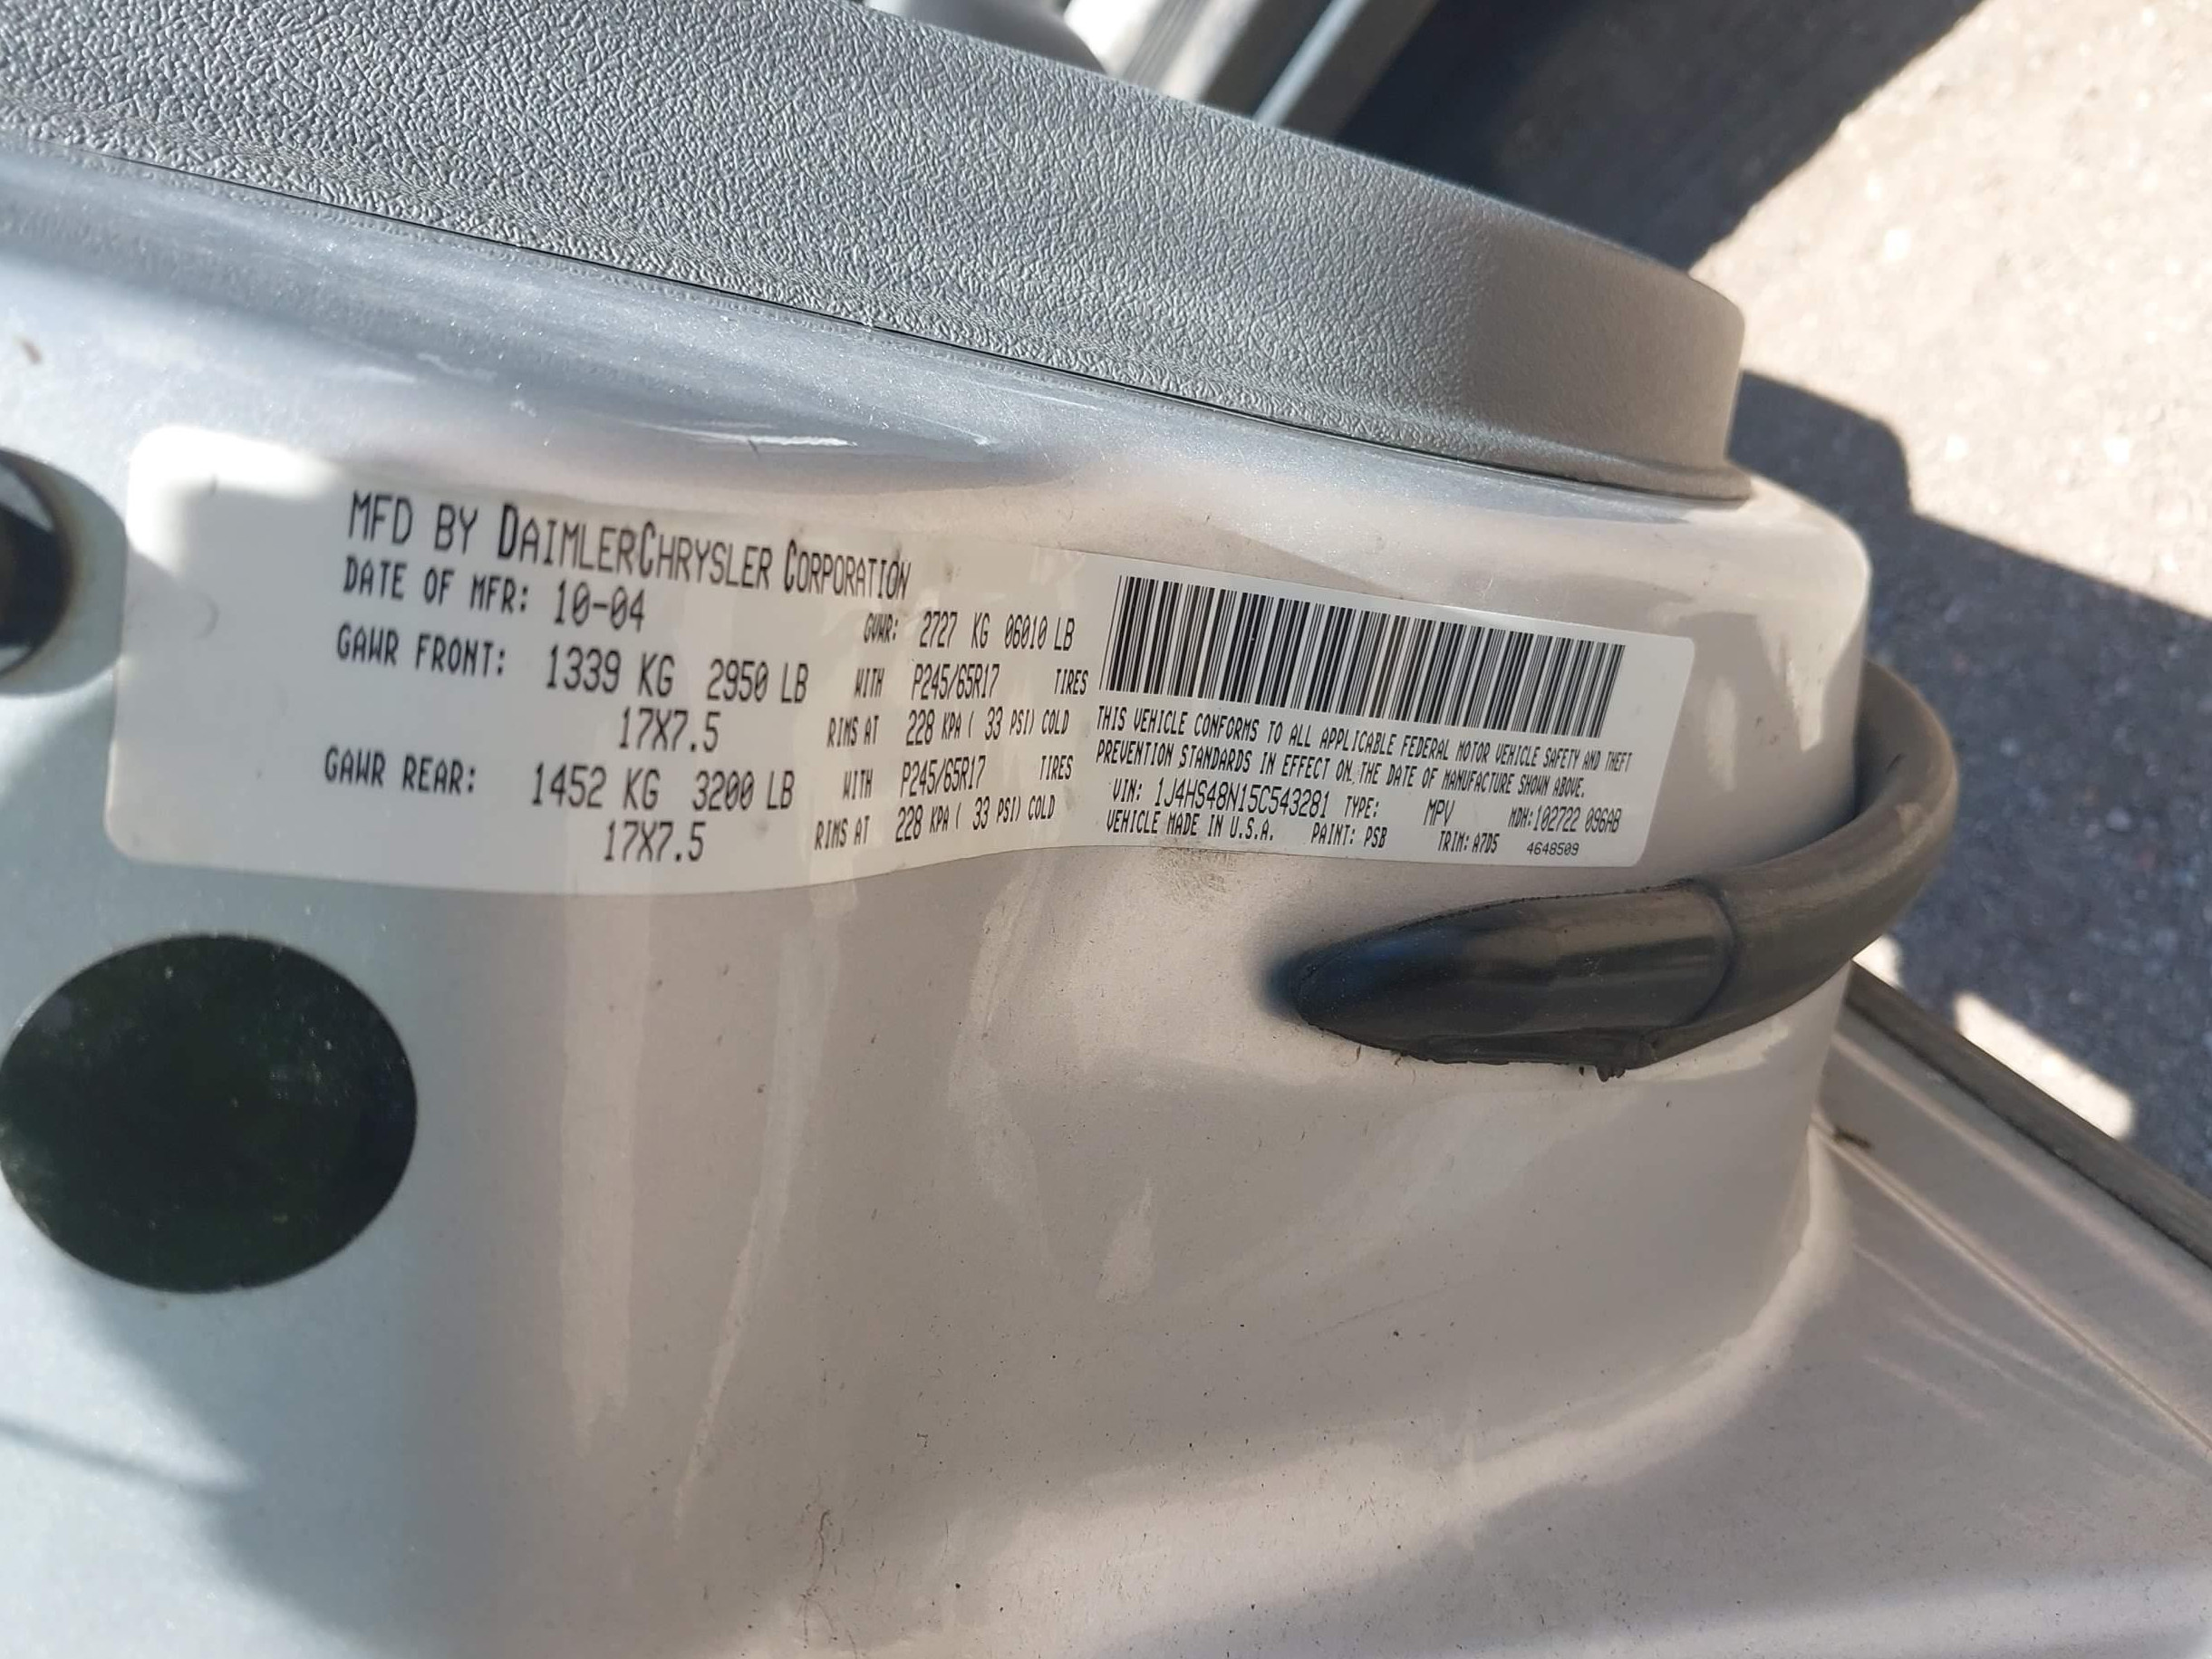 MFD BY DAIMLERCHRYSLER CORPORATION
DATE OF MFR: 10-04
GVWR: 2727 KG 06010 LB
GAWR FRONT: 1339 KG 2950 LB WITH P245/65R17 TIRES
17X7.5 RIMS AT 228 KPA ( 33 PSI) COLD
GAWR REAR: 1452 KG 3200 LB WITH P245/65R17 TIRES
17X7.5 RIMS AT 228 KPA ( 33 PSI) COLD
THIS VEHICLE CONFORMS TO ALL APPLICABLE FEDERAL MOTOR VEHICLE SAFETY AND THEFT
PREVENTION STANDARDS IN EFFECT ON THE DATE OF MANUFACTURE SHOWN ABOVE.
VIN: 1J4HS48N15C543281 TYPE: MPV MDH: 102722 096AB
VEHICLE MADE IN U.S.A. PAINT: PSB TRIM: A7D5 4648509